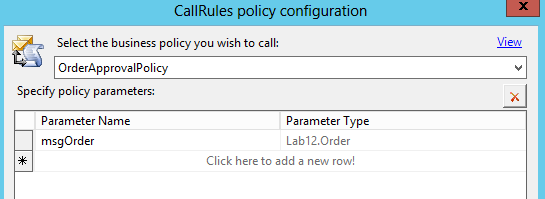 CallRules policy configuration
x
Select the business policy you wish to call:
View
OrderApprovalPolicy
Specify policy parameters:
Parameter Name Parameter Type
msgOrder Lab12.Order
* Click here to add a new row!